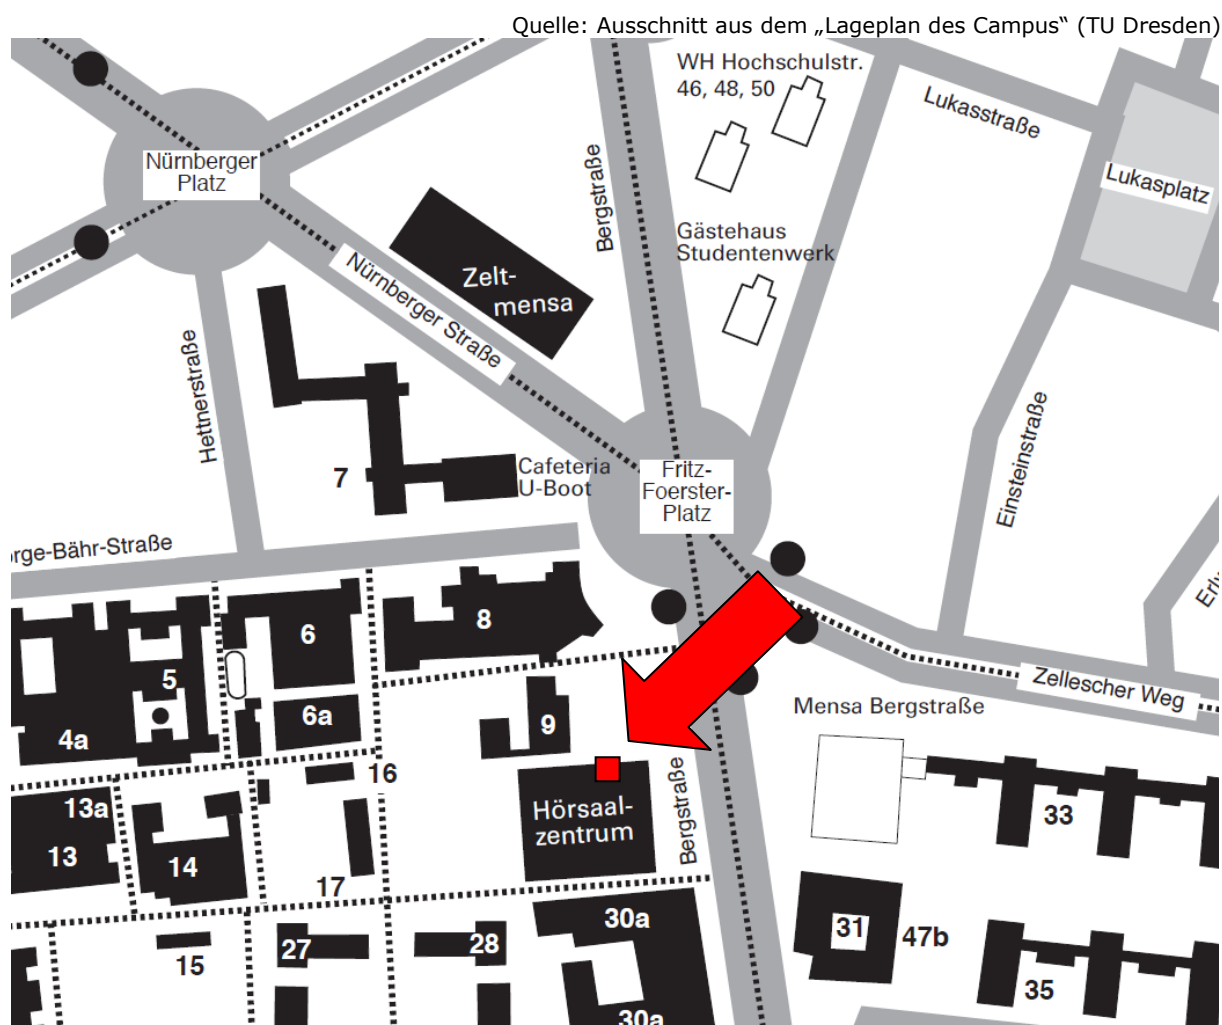 Quelle: Ausschnitt aus dem „Lageplan des Campus“ (TU Dresden)
WH Hochschulstr.
46, 48, 50
Lukasstraße
Nürnberger
Platz
Bergstraße
Lukasplatz
Gästehaus
Studentenwerk
Zelt-
mensa
Nürnberger Straße
Hettnerstraße
Einsteinstraße
7
Cafeteria
U-Boot
Fritz-
Foerster-
Platz
orge-Bähr-Straße
8
6
5
6a
4a
9
Zellescher Weg
Mensa Bergstraße
16
13a
13
14
17
Hörsaal-
zentrum
Bergstraße
33
30a
31
47b
27
28
15
35
30a